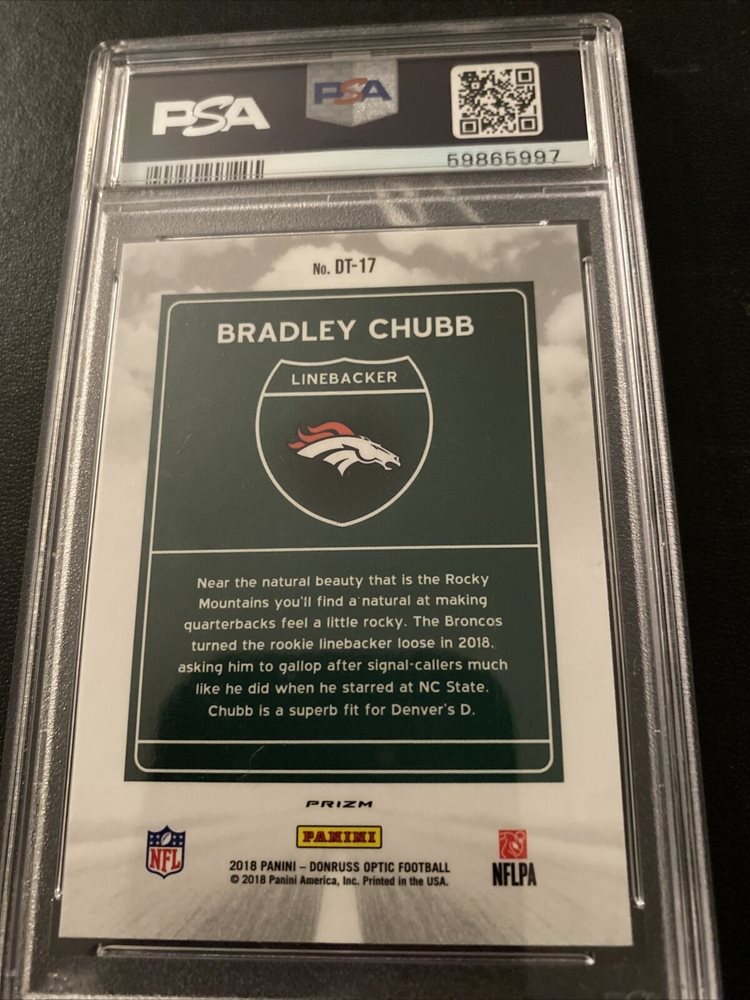 PSA
PSA
59865997
No. DT-17
BRADLEY CHUBB
LINEBACKER
Near the natural beauty that is the Rocky
Mountains you'll find a natural at making
quarterbacks feel a little rocky. The Broncos
turned the rookie linebacker loose in 2018,
asking him to gallop after signal-callers much
like he did when he starred at NC State.
Chubb is a superb fit for Denver's D.
PRIZM
NFL
PANINI
2018 PANINI – DONRUSS OPTIC FOOTBALL
© 2018 Panini America, Inc. Printed in the USA.
NFLPA